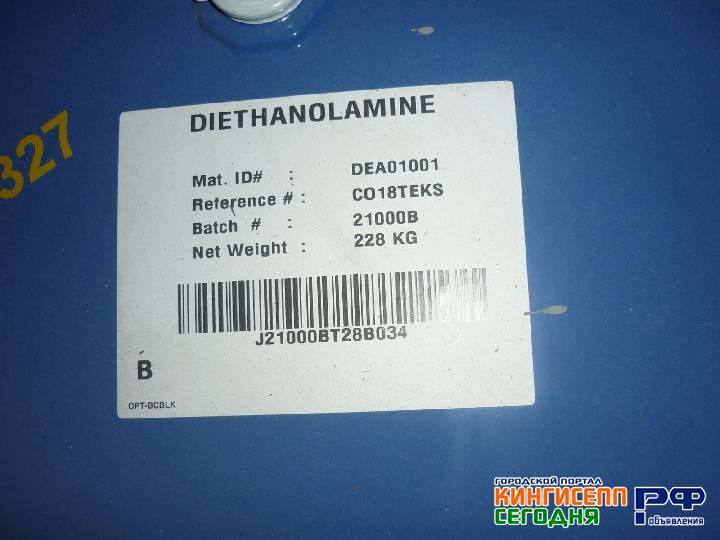 DIETHANOLAMINE
327
Mat. ID# : DEA01001
Reference # : CO18TEKS
Batch # : 21000B
Net Weight : 228 KG
J21000BT28B034
B
OPT-BCBLK
ГОРОДСКОЙ ПОРТАЛ
КИНГИСЕПП
СЕГОДНЯ
.РФ
объявления